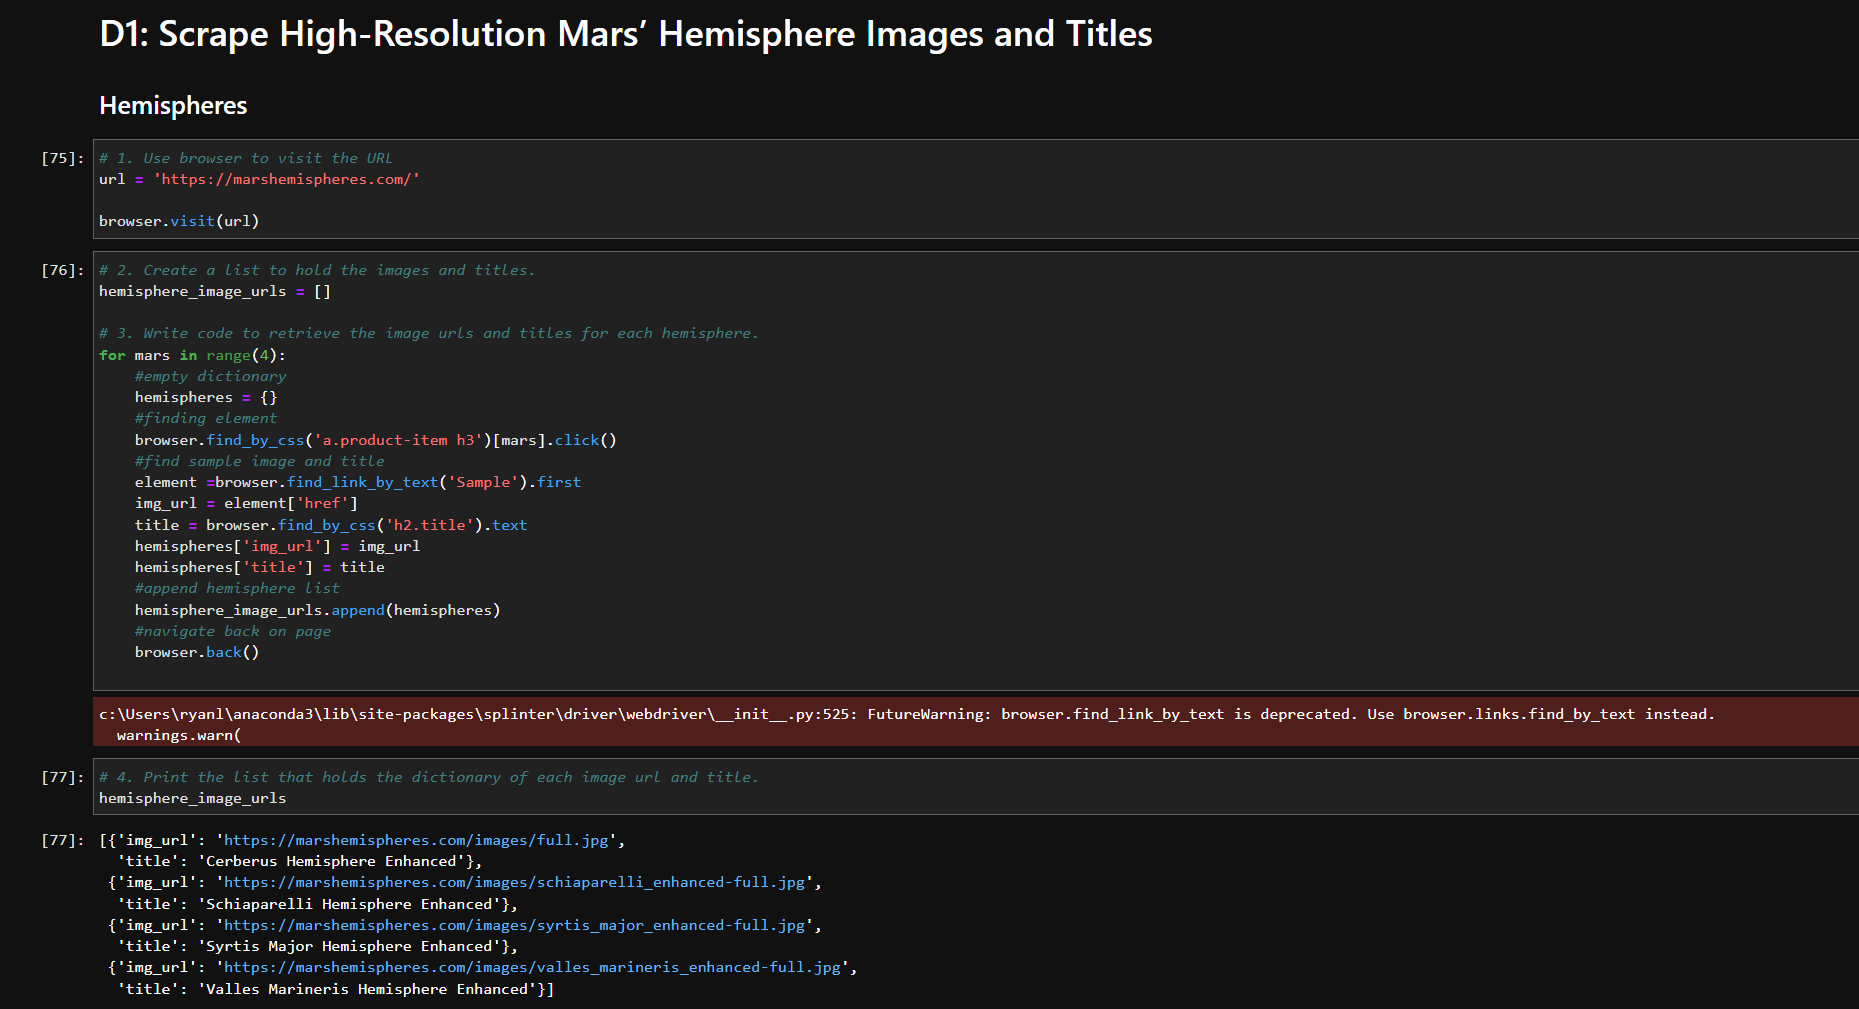 D1: Scrape High-Resolution Mars’ Hemisphere Images and Titles
Hemispheres
[75]: # 1. Use browser to visit the URL
url = 'https://marshemispheres.com/'
browser.visit(url)
[76]: # 2. Create a list to hold the images and titles.
hemisphere_image_urls = []
# 3. Write code to retrieve the image urls and titles for each hemisphere.
for mars in range(4):
    #empty dictionary
    hemispheres = {}
    #finding element
    browser.find_by_css('a.product-item h3')[mars].click()
    #find sample image and title
    element =browser.find_link_by_text('Sample').first
    img_url = element['href']
    title = browser.find_by_css('h2.title').text
    hemispheres['img_url'] = img_url
    hemispheres['title'] = title
    #append hemisphere list
    hemisphere_image_urls.append(hemispheres)
    #navigate back on page
    browser.back()
c:\Users\ryanl\anaconda3\lib\site-packages\splinter\driver\webdriver\__init__.py:525: FutureWarning: browser.find_link_by_text is deprecated. Use browser.links.find_by_text instead.
  warnings.warn(
[77]: # 4. Print the list that holds the dictionary of each image url and title.
hemisphere_image_urls
[77]: [{'img_url': 'https://marshemispheres.com/images/full.jpg',
  'title': 'Cerberus Hemisphere Enhanced'},
 {'img_url': 'https://marshemispheres.com/images/schiaparelli_enhanced-full.jpg',
  'title': 'Schiaparelli Hemisphere Enhanced'},
 {'img_url': 'https://marshemispheres.com/images/syrtis_major_enhanced-full.jpg',
  'title': 'Syrtis Major Hemisphere Enhanced'},
 {'img_url': 'https://marshemispheres.com/images/valles_marineris_enhanced-full.jpg',
  'title': 'Valles Marineris Hemisphere Enhanced'}]